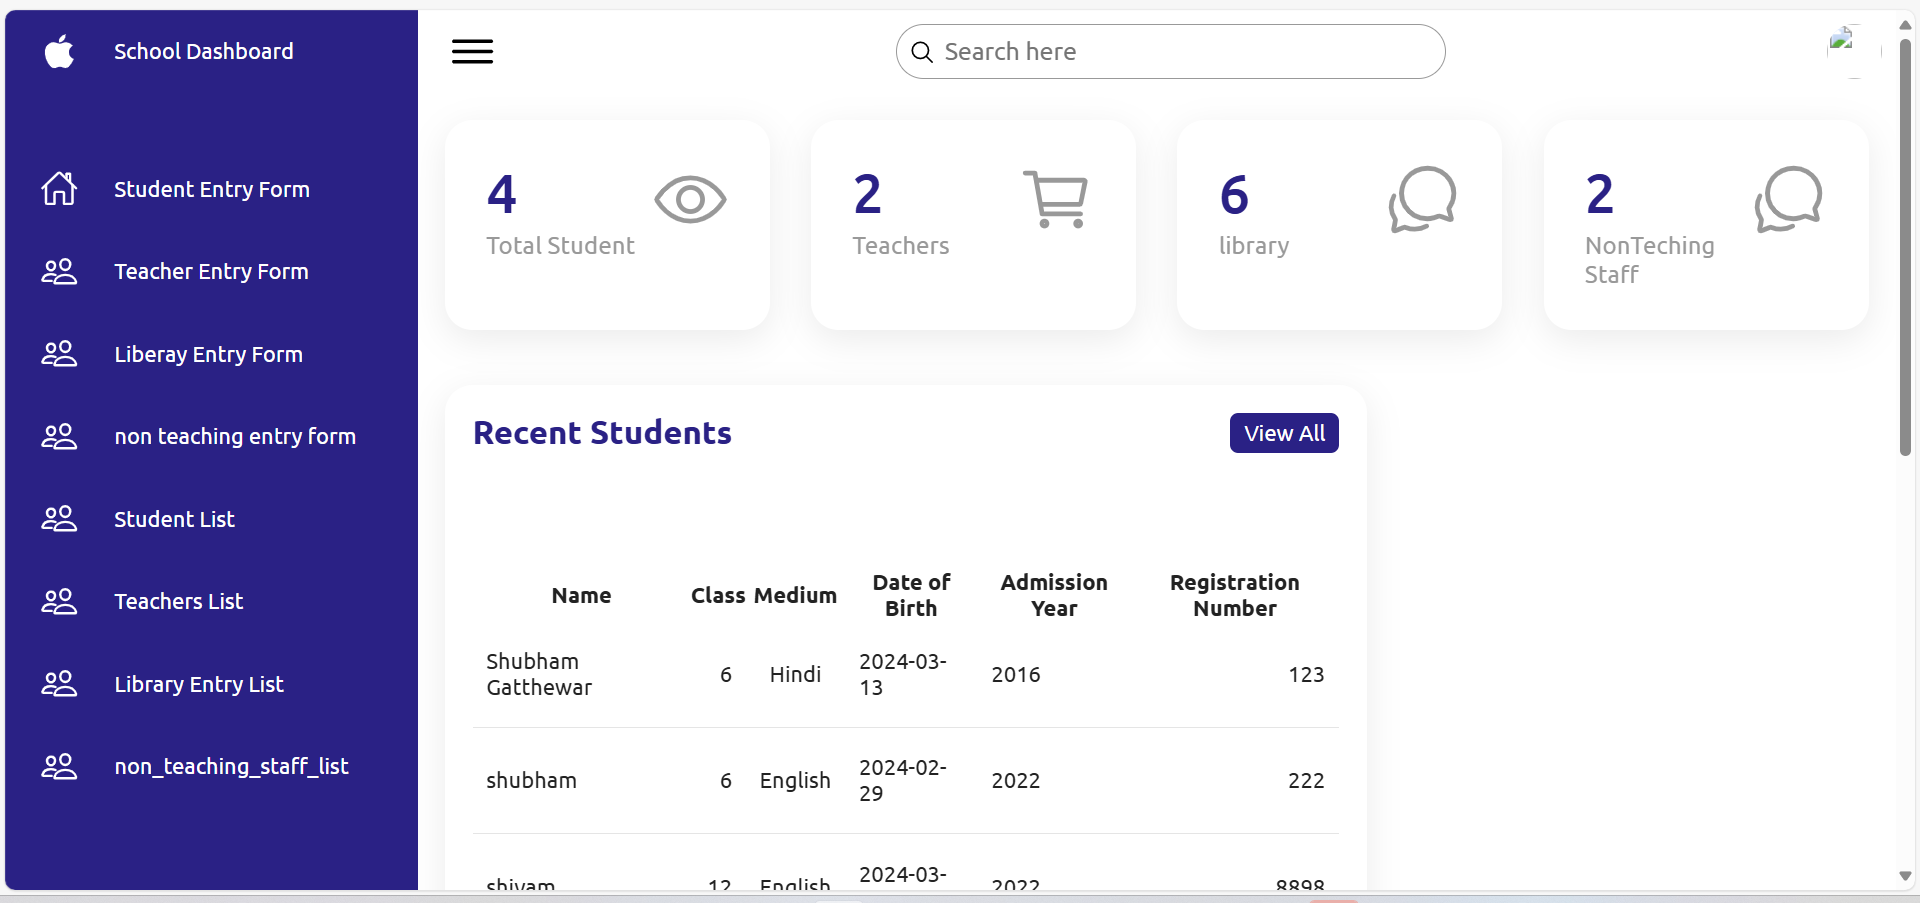 School Dashboard
Search here
Student Entry Form
Teacher Entry Form
Liberay Entry Form
non teaching entry form
Student List
Teachers List
Library Entry List
non_teaching_staff_list
4
Total Student
2
Teachers
6
library
2
NonTeching
Staff
Recent Students
View All
Name Class Medium Date of Birth Admission Year Registration Number
Shubham Gatthewar 6 Hindi 2024-03-13 2016 123
shubham 6 English 2024-02-29 2022 222
shivam 12 English 2024-03- 2022 8898